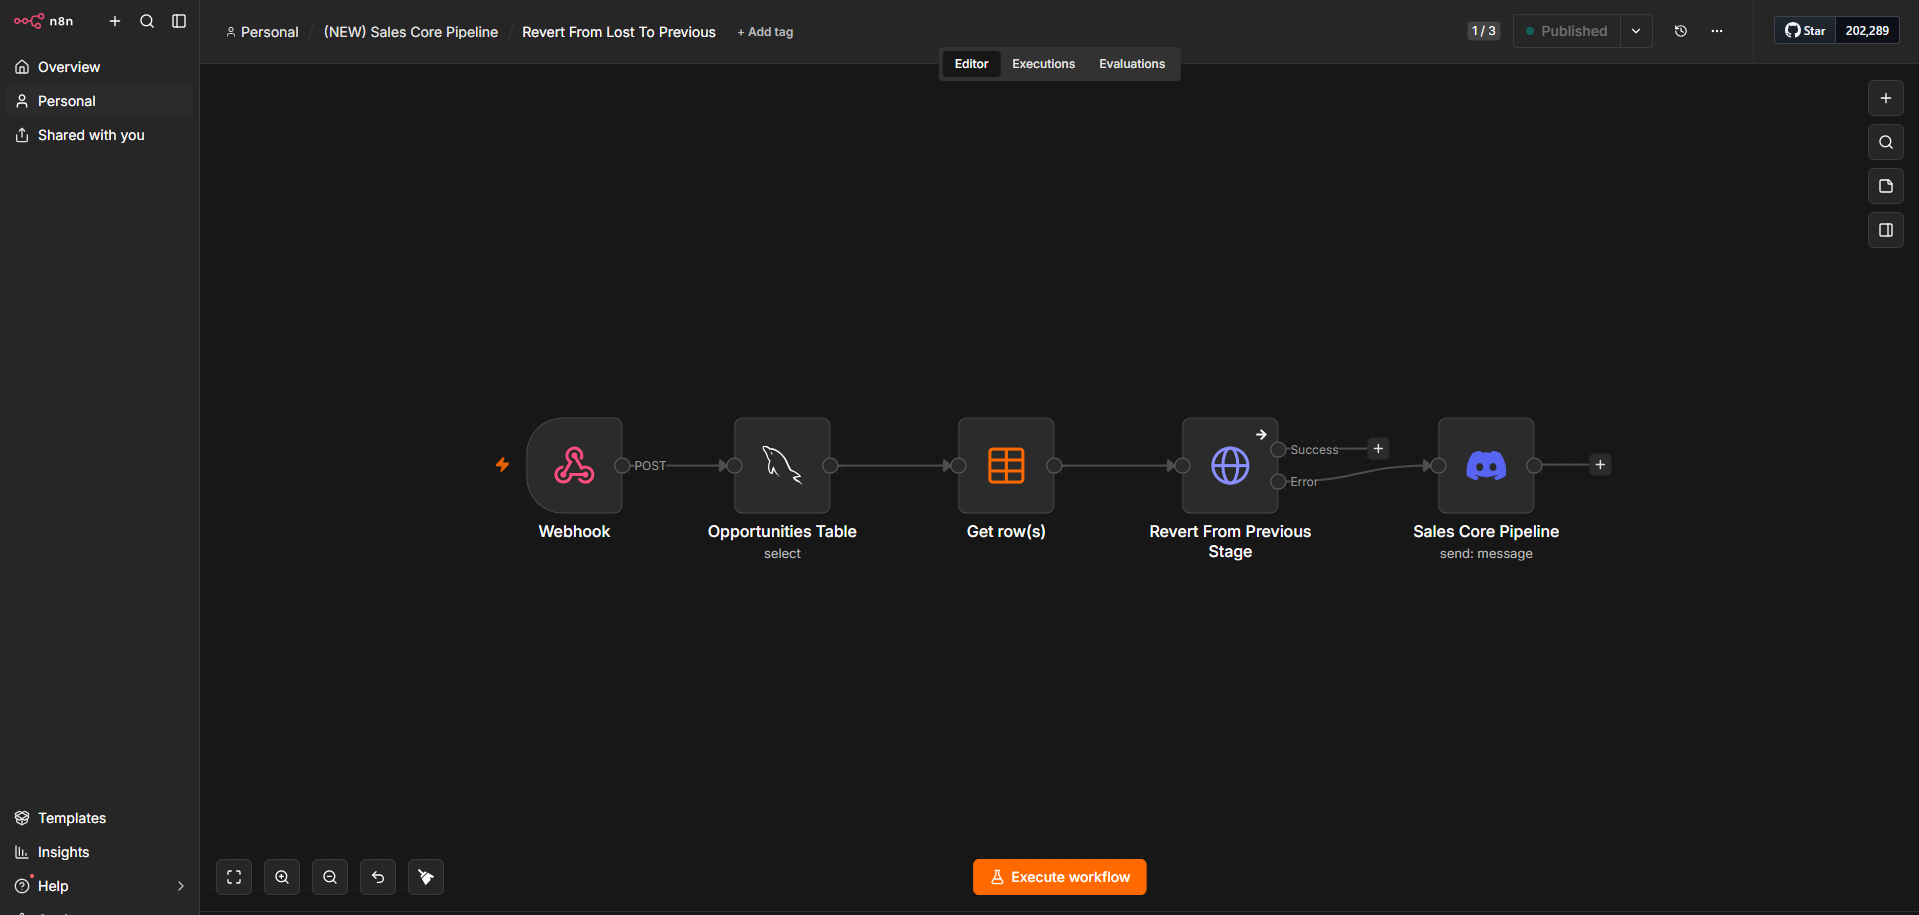 n8n
Personal / (NEW) Sales Core Pipeline / Revert From Lost To Previous + Add tag
1 / 3
Published
Star 202,289
Editor Executions Evaluations
Overview
Personal
Shared with you
POST
Success
Error
Webhook
Opportunities Table
select
Get row(s)
Revert From Previous
Stage
Sales Core Pipeline
send: message
Templates
Insights
Help
Execute workflow